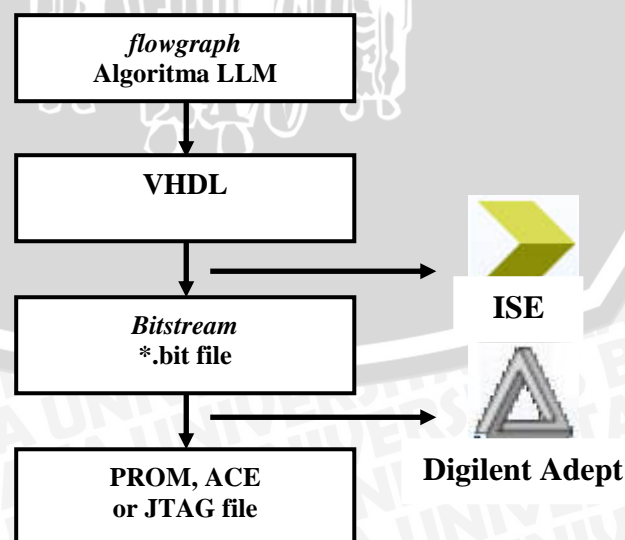 flowgraph
Algoritma LLM
VHDL
ISE
Bitstream
*.bit file
Digilent Adept
PROM, ACE
or JTAG file